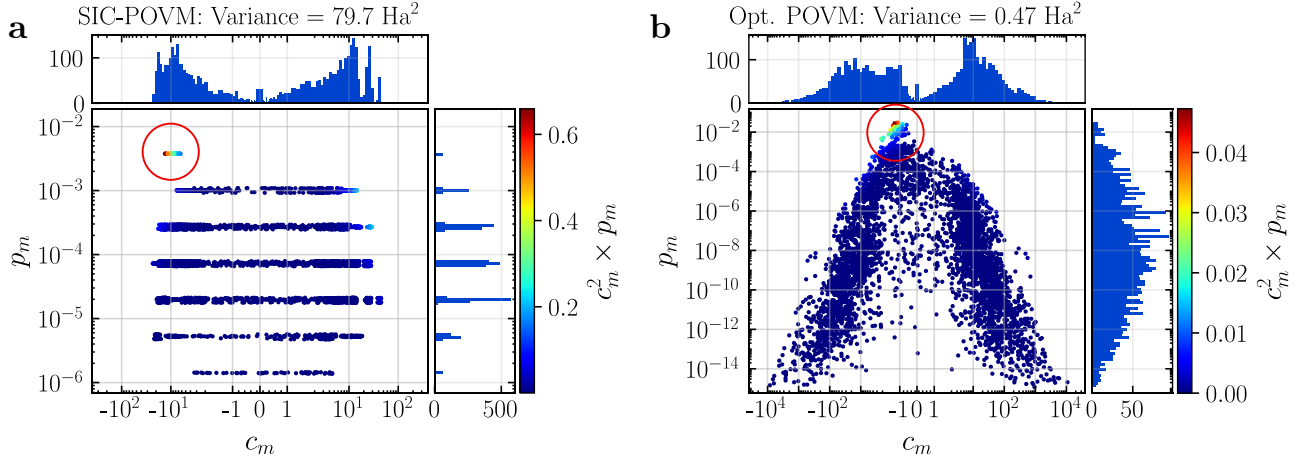 a
SIC-POVM: Variance = 79.7 Ha²
100
0
10⁻²
10⁻³
10⁻⁴
10⁻⁵
10⁻⁶
pₘ
-10² -10¹ -1 0 1 10¹ 10²
cₘ
0 500
0.6
0.4
0.2
cₘ² × pₘ
b
Opt. POVM: Variance = 0.47 Ha²
100
0
10⁻²
10⁻⁴
10⁻⁶
10⁻⁸
10⁻¹⁰
10⁻¹²
10⁻¹⁴
pₘ
-10⁴ -10² -1 0 1 10² 10⁴
cₘ
0 50
0.04
0.03
0.02
0.01
0.00
cₘ² × pₘ